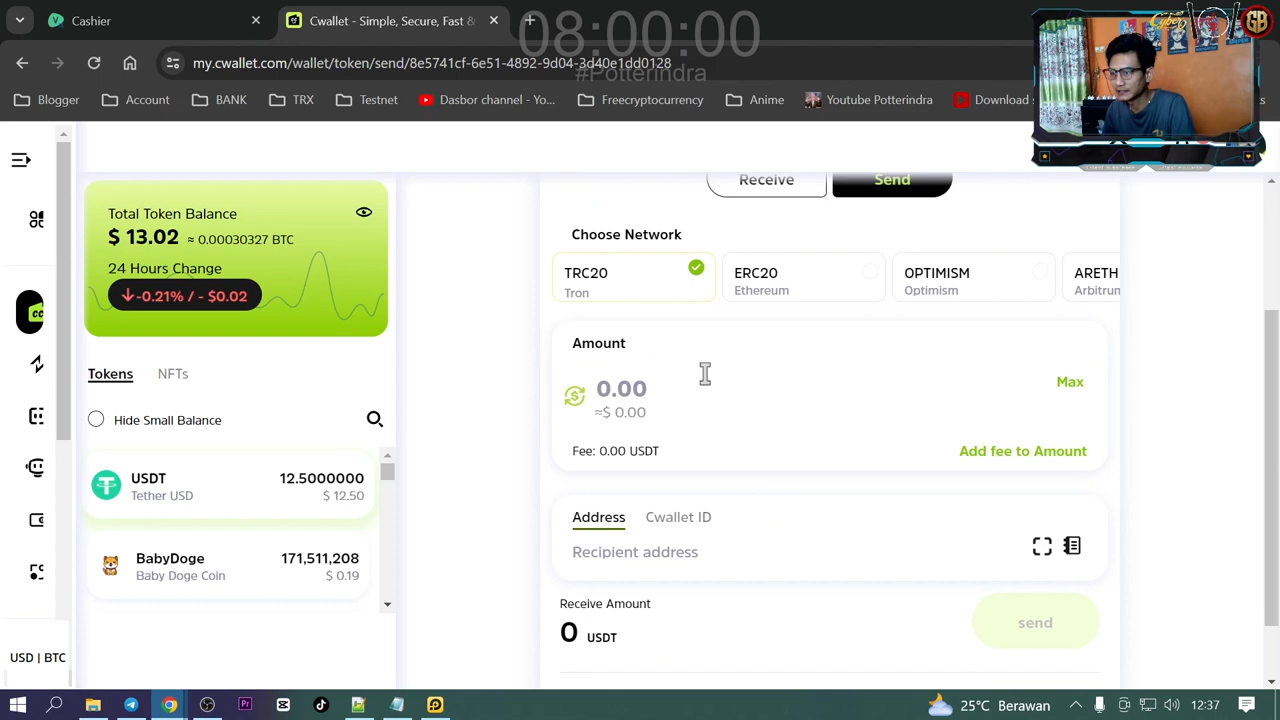 Cashier
Cwallet - Secure, Fast &
8:00:00
#Potterindra
my.cwallet.com/wallet/token/send/8e5741cf-6e51-4892-9d04-3d40e1dd0128
Blogger
Account
BANK
TRX
Testne
Dasbor channel - Yo...
Freecryptocurrency
Anime
Youtube Potterindra
Download
Cyber
GB
Total Token Balance
$ 13.02 ≈ 0.00030327 BTC
24 Hours Change
-0.21% / - $0.02
Tokens
NFTs
Hide Small Balance
USDT
12.5000000
Tether USD
$ 12.50
BabyDoge
171,511,208
Baby Doge Coin
$ 0.19
USD | BTC
Receive
Send
Choose Network
TRC20
Tron
ERC20
Ethereum
OPTIMISM
Optimism
ARETH
Arbitrum
Amount
0.00
≈$ 0.00
Max
Fee: 0.00 USDT
Add fee to Amount
Address
Cwallet ID
Recipient address
Receive Amount
0 USDT
send
25°C Berawan
12:37